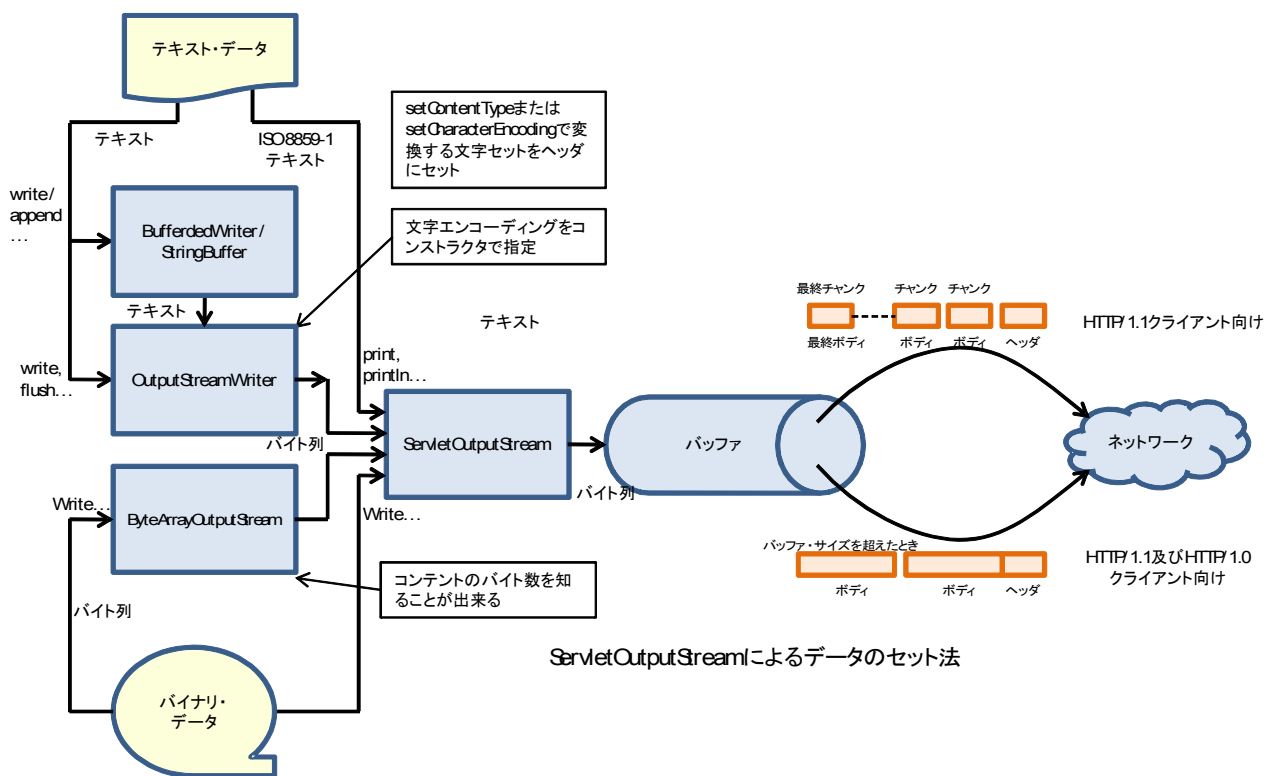 テキスト・データ
テキスト
ISO8859-1
テキスト
setContentTypeまたは
setCharacterEncodingで変
換する文字セットをヘッダ
にセット
write /
append
…
BufferdedWriter /
StringBuffer
文字エンコーディングをコ
ンストラクタで指定
テキスト
テキスト
write,
flush…
OutputStreamWriter
print,
println…
バイト列
ServletOutputStream
バイト列
バッファ
最終チャンク
チャンク
チャンク
最終ボディ
ボディ
ボディ
ヘッダ
HTTP/1.1クライアント向け
ネットワーク
Write…
ByteArrayOutputStream
Write…
コンテントのバイト数を知
ることが出来る
バイト列
バッファ・サイズを超えたとき
ボディ
ボディ
ヘッダ
HTTP/1.1及びHTTP/1.0
クライアント向け
ServletOutputStreamによるデータのセット法
バイナリ・
データ